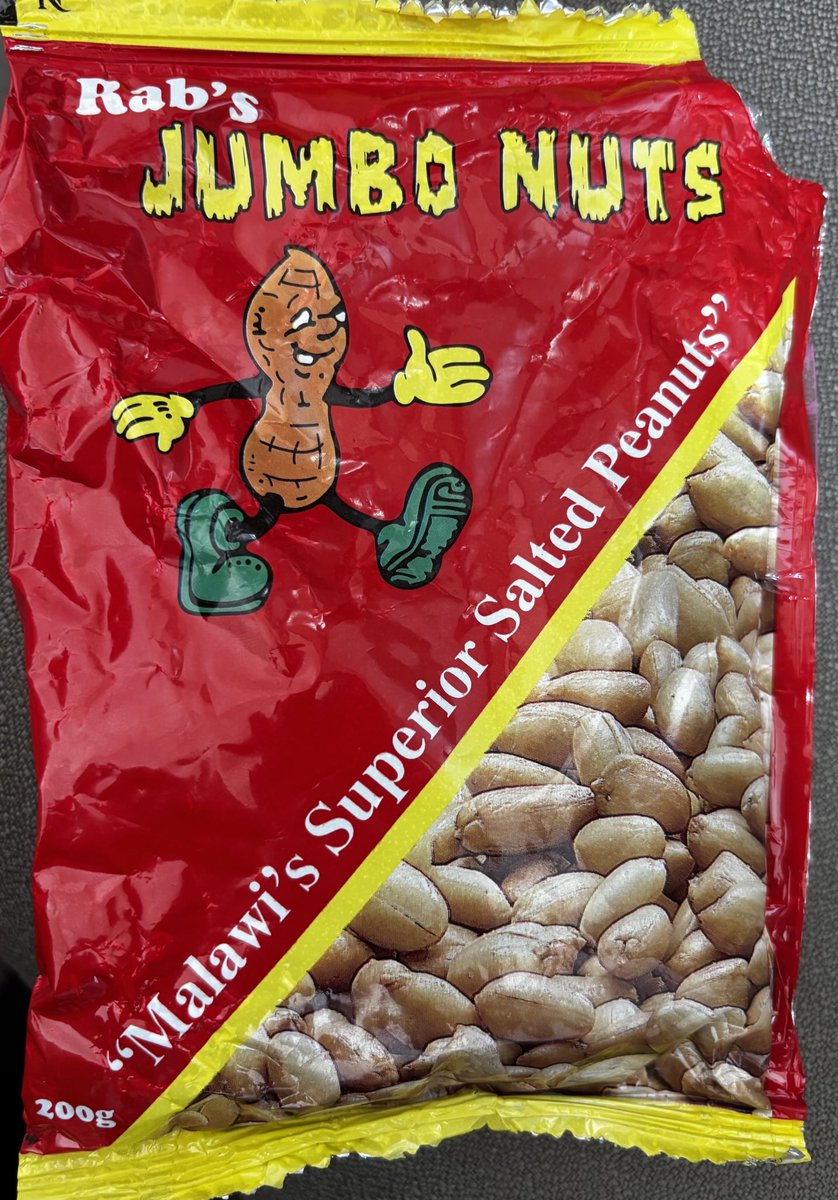 Rab's
JUMBO NUTS
"Malawi's Superior Salted Peanuts"
200g